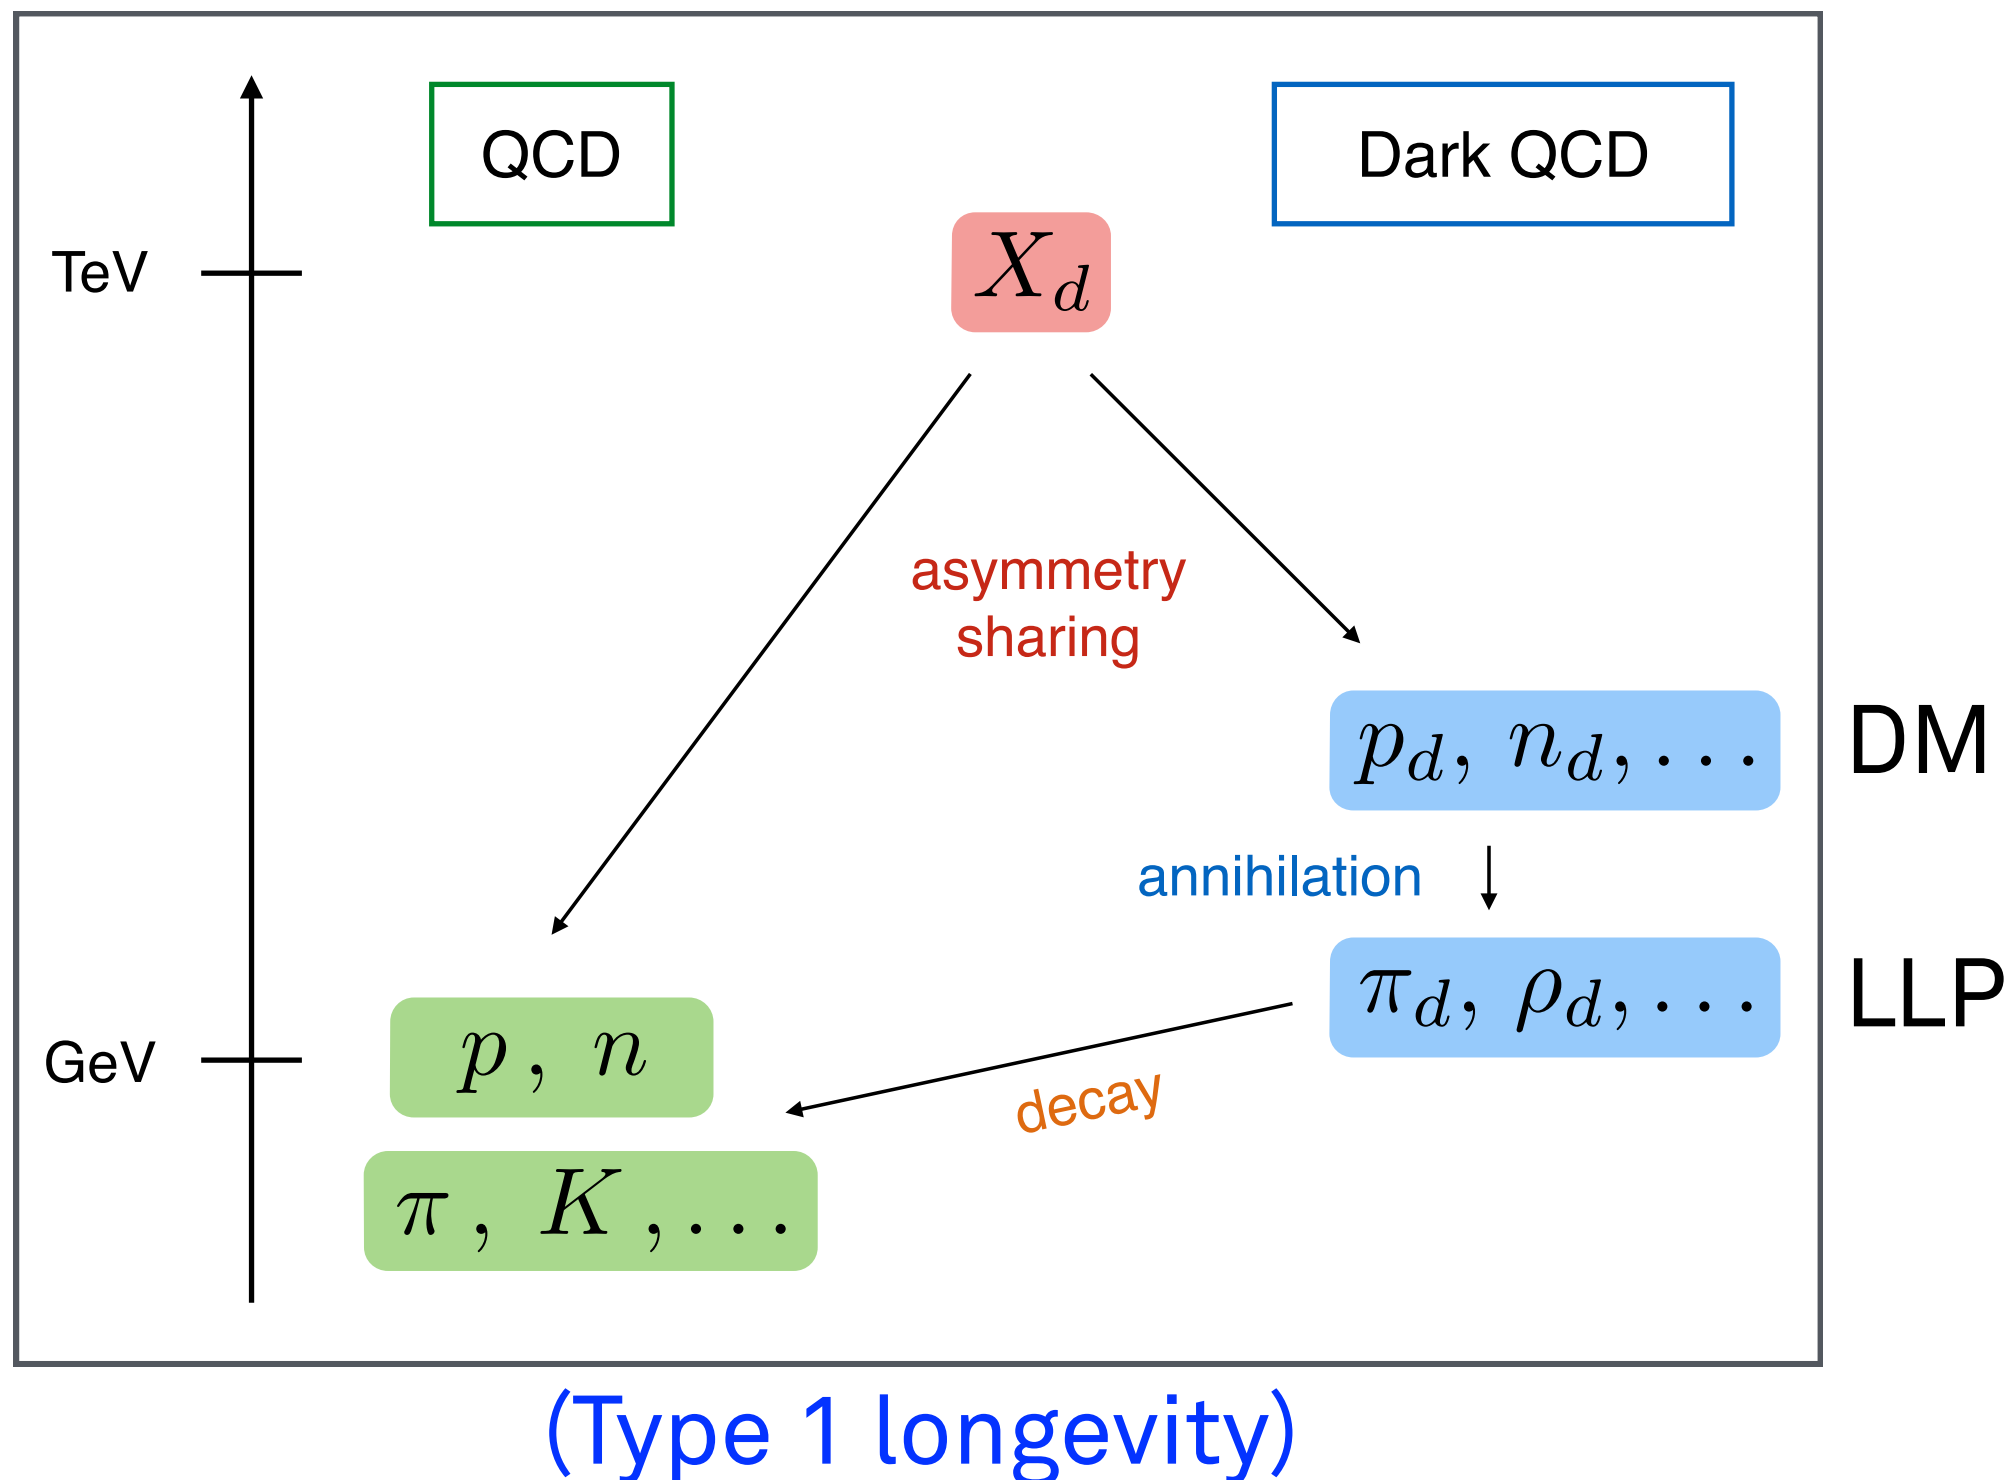 QCD
Dark QCD
TeV
X_d
asymmetry
sharing
p_d, n_d, ...
DM
annihilation
π_d, ρ_d, ...
LLP
GeV
p , n
decay
π , K , ...
(Type 1 longevity)